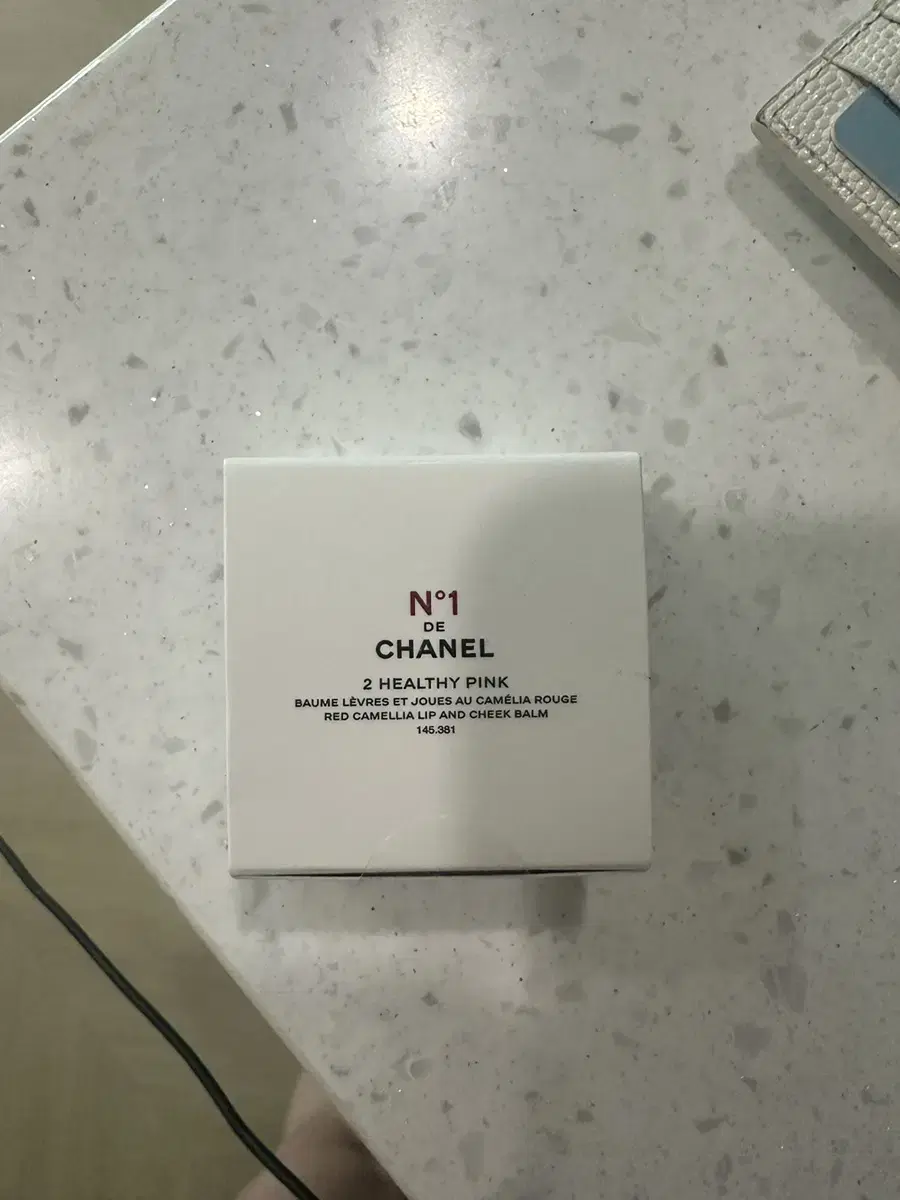 N°1
DE
CHANEL
2 HEALTHY PINK
BAUME LÈVRES ET JOUES AU CAMÉLIA ROUGE
RED CAMELLIA LIP AND CHEEK BALM
145.381